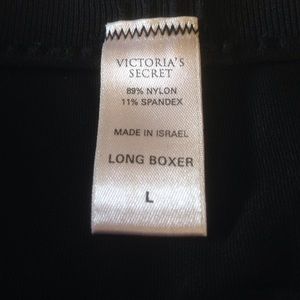 VICTORIA'S
SECRET
89% NYLON
11% SPANDEX
MADE IN ISRAEL
LONG BOXER
L